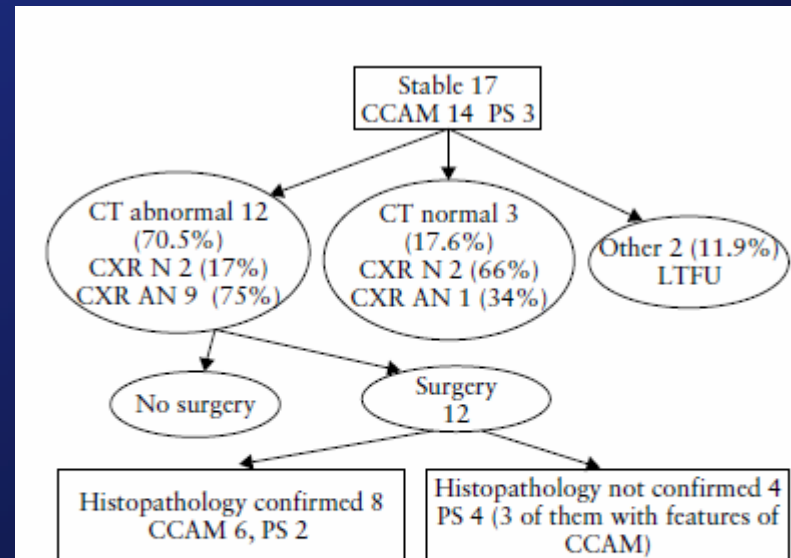 Stable 17
CCAM 14 PS 3
CT abnormal 12
(70.5%)
CXR N 2 (17%)
CXR AN 9 (75%)
CT normal 3
(17.6%)
CXR N 2 (66%)
CXR AN 1 (34%)
Other 2 (11.9%)
LTFU
No surgery
Surgery
12
Histopathology confirmed 8
CCAM 6, PS 2
Histopathology not confirmed 4
PS 4 (3 of them with features of
CCAM)